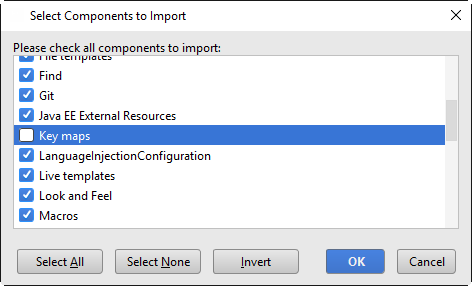 Select Components to Import
Please check all components to import:
File templates
Find
Git
Java EE External Resources
Key maps
LanguageInjectionConfiguration
Live templates
Look and Feel
Macros
Select All
Select None
Invert
OK
Cancel